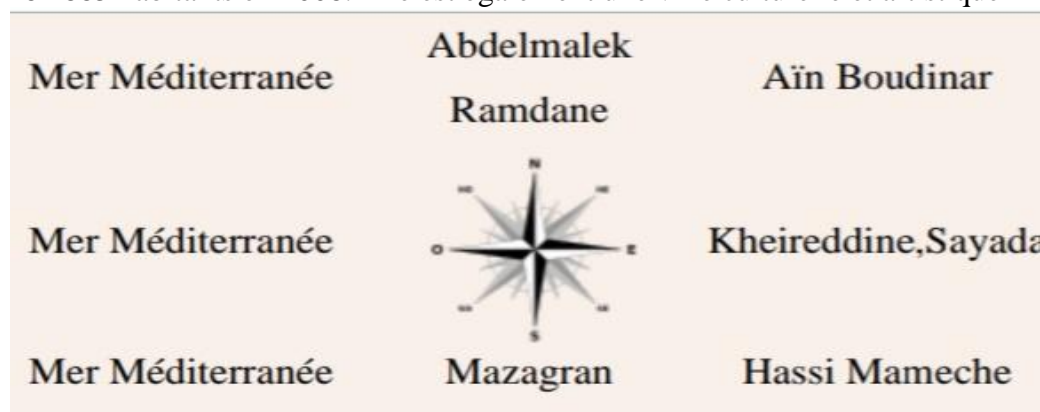 Abdelmalek
Mer Méditerranée Aïn Boudinar
Ramdane
N
Mer Méditerranée O E Kheireddine,Sayada
S
Mer Méditerranée Mazagran Hassi Mameche